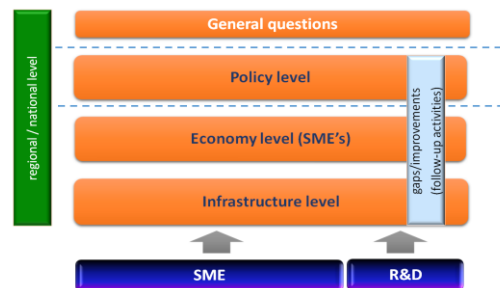 General questions
regional / national level
Policy level
Economy level (SME's)
Infrastructure level
gaps/improvements
(follow-up activities)
SME
R&D